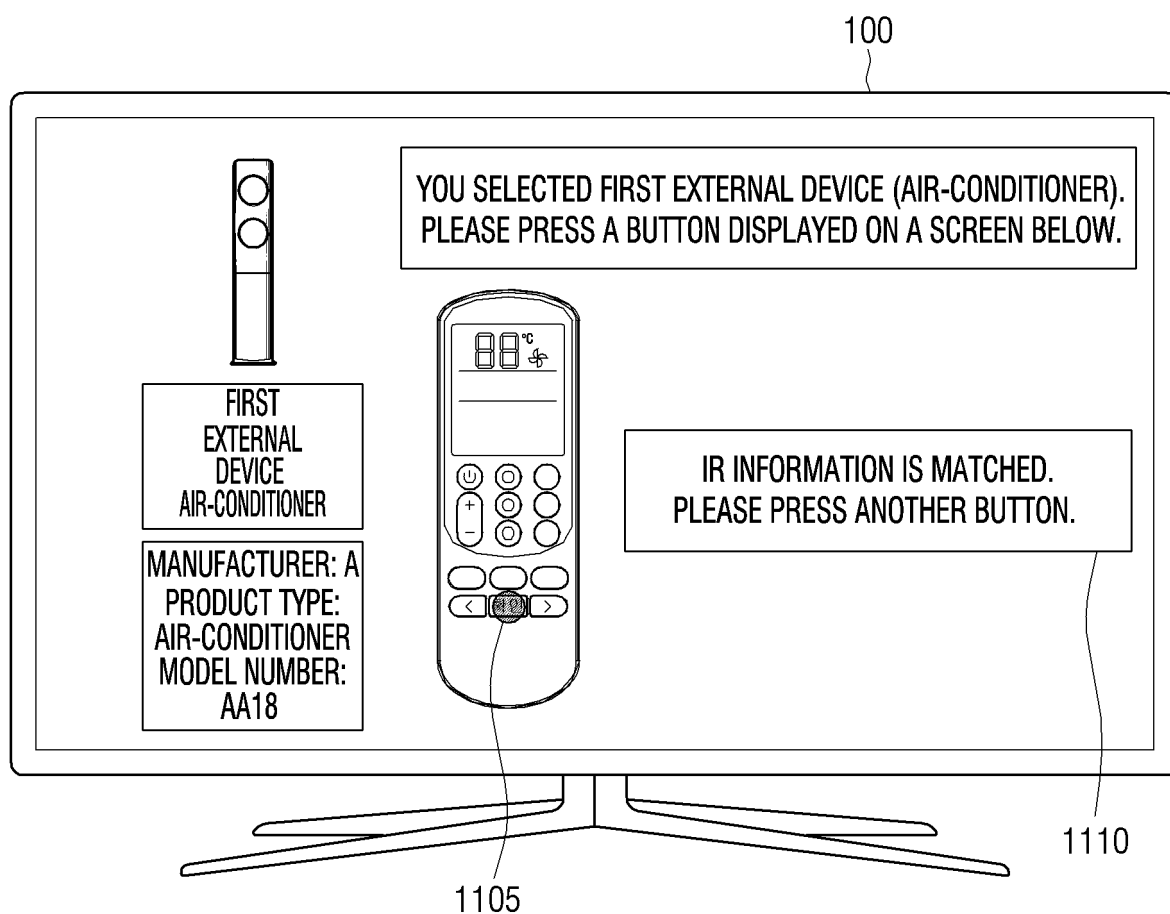 100
YOU SELECTED FIRST EXTERNAL DEVICE (AIR-CONDITIONER).
PLEASE PRESS A BUTTON DISPLAYED ON A SCREEN BELOW.
88°C
FIRST
EXTERNAL
DEVICE
AIR-CONDITIONER
IR INFORMATION IS MATCHED.
PLEASE PRESS ANOTHER BUTTON.
+
−
MANUFACTURER: A
PRODUCT TYPE:
AIR-CONDITIONER
MODEL NUMBER:
AA18
< >
1110
1105